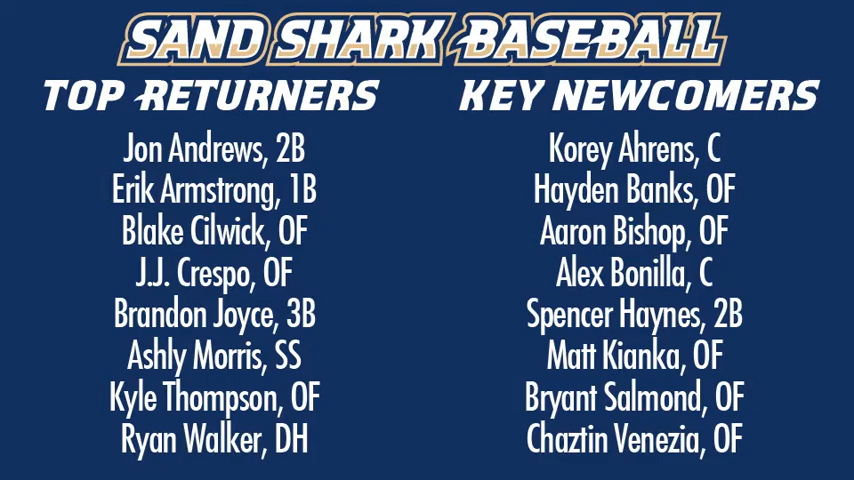 SAND SHARK BASEBALL
TOP RETURNERS
Jon Andrews, 2B
Erik Armstrong, 1B
Blake Cilwick, OF
J.J. Crespo, OF
Brandon Joyce, 3B
Ashly Morris, SS
Kyle Thompson, OF
Ryan Walker, DH
KEY NEWCOMERS
Korey Ahrens, C
Hayden Banks, OF
Aaron Bishop, OF
Alex Bonilla, C
Spencer Haynes, 2B
Matt Kianka, OF
Bryant Salmond, OF
Chaztin Venezia, OF